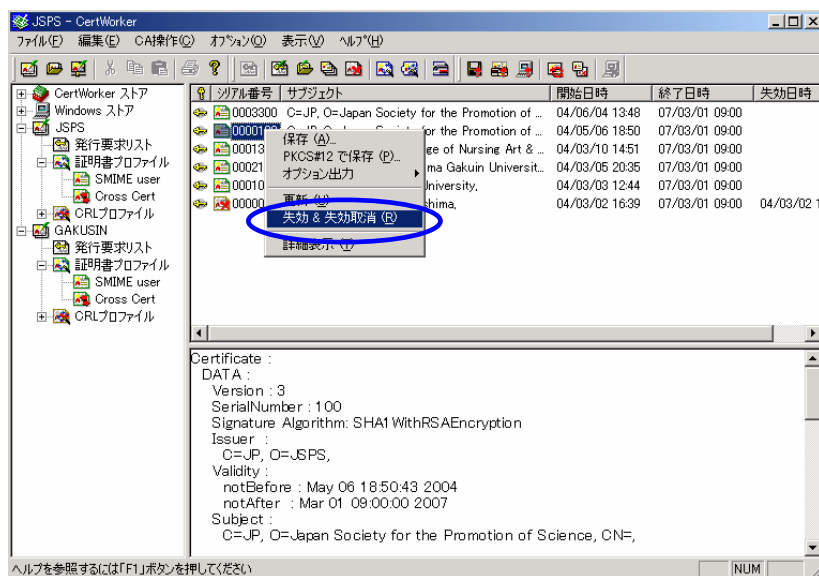 JSPS - CertWorker
ファイル(F) 編集(E) CA操作(C) オプション(O) 表示(V) ヘルプ(H)
CertWorker ストア
Windows ストア
JSPS
発行要求リスト
証明書プロファイル
SMIME user
Cross Cert
CRLプロファイル
GAKUSIN
発行要求リスト
証明書プロファイル
SMIME user
Cross Cert
CRLプロファイル
シリアル番号 サブジェクト 開始日時 終了日時 失効日時
0003300 C=JP, O=Japan Society for the Promotion of ... 04/06/04 13:48 07/03/01 09:00
for the Promotion of ... 04/05/06 18:50 07/03/01 09:00
00013 ge of Nursing Art & ... 04/03/10 14:51 07/03/01 09:00
00021 ma Gakuin Universit... 04/03/05 20:35 07/03/01 09:00
00010 University, 04/03/03 12:44 07/03/01 09:00
00000 shima, 04/03/02 16:39 07/03/01 09:00 04/03/02 1
保存 (A)...
PKCS#12 で保存 (P)...
オプション出力
更新 (U)
失効 & 失効取消 (R)
詳細表示 (T)
Certificate :
DATA :
Version : 3
SerialNumber : 100
Signature Algorithm: SHA1WithRSAEncryption
Issuer :
C=JP, O=JSPS,
Validity :
notBefore : May 06 18:50:43 2004
notAfter : Mar 01 09:00:00 2007
Subject :
C=JP, O=Japan Society for the Promotion of Science, CN=,
ヘルプを参照するには「F1」ボタンを押してください
NUM